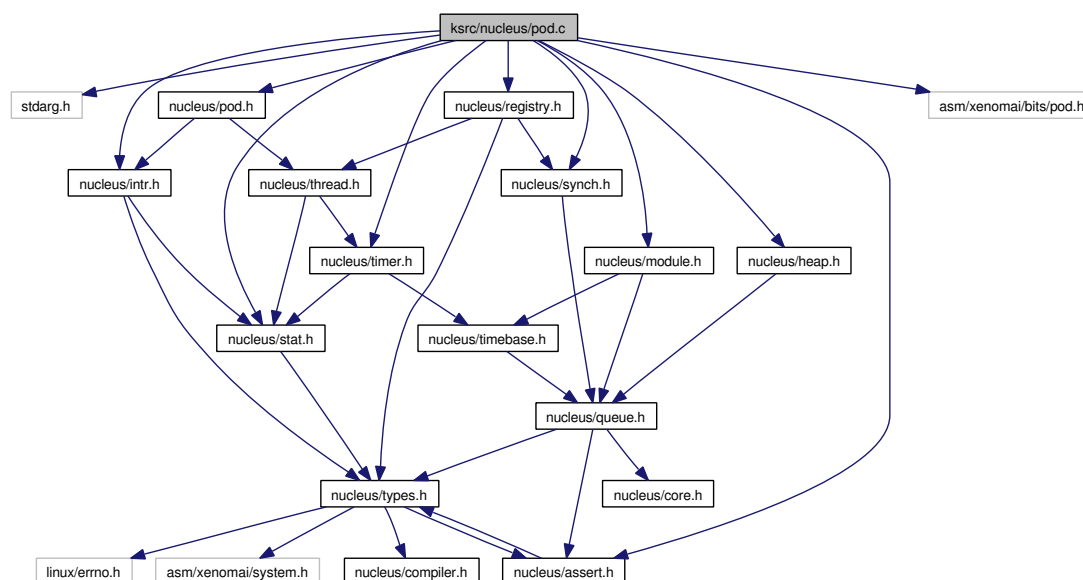 ksrc/nucleus/pod.c
stdarg.h
nucleus/pod.h
nucleus/registry.h
asm/xenomai/bits/pod.h
nucleus/intr.h
nucleus/thread.h
nucleus/synch.h
nucleus/timer.h
nucleus/module.h
nucleus/heap.h
nucleus/stat.h
nucleus/timebase.h
nucleus/queue.h
nucleus/types.h
nucleus/core.h
linux/errno.h
asm/xenomai/system.h
nucleus/compiler.h
nucleus/assert.h